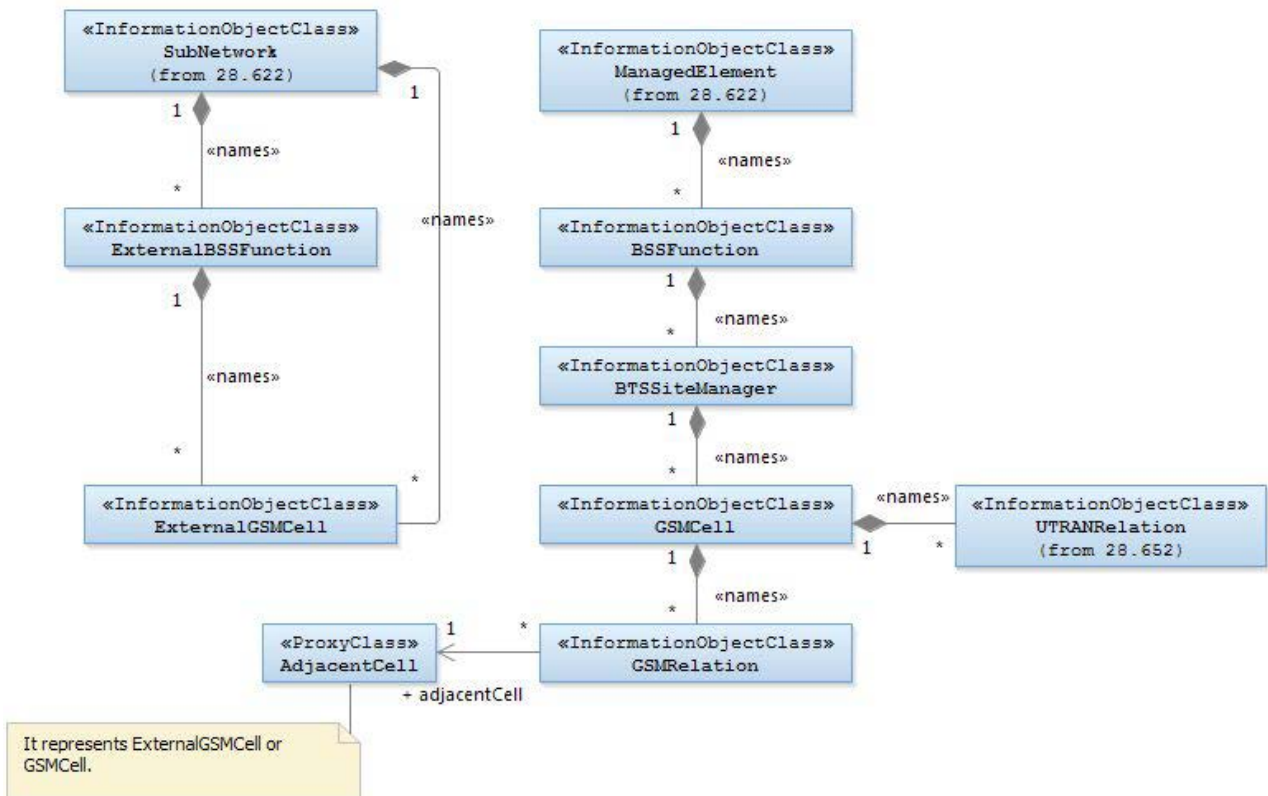 «InformationObjectClass»
SubNetwork
(from 28.622)
1
1
«names»
*
«InformationObjectClass»
ExternalBSSFunction
1
«names»
*
«names»
*
«InformationObjectClass»
ExternalGSMCell
«InformationObjectClass»
ManagedElement
(from 28.622)
1
«names»
*
«InformationObjectClass»
BSSFunction
1
«names»
*
«InformationObjectClass»
BTSSiteManager
1
«names»
*
«InformationObjectClass»
GSMCell
1
«names»
*
«InformationObjectClass»
UTRANRelation
(from 28.652)
1
«names»
*
«InformationObjectClass»
GSMRelation
*
1
+ adjacentCell
«ProxyClass»
AdjacentCell
It represents ExternalGSMCell or
GSMCell.